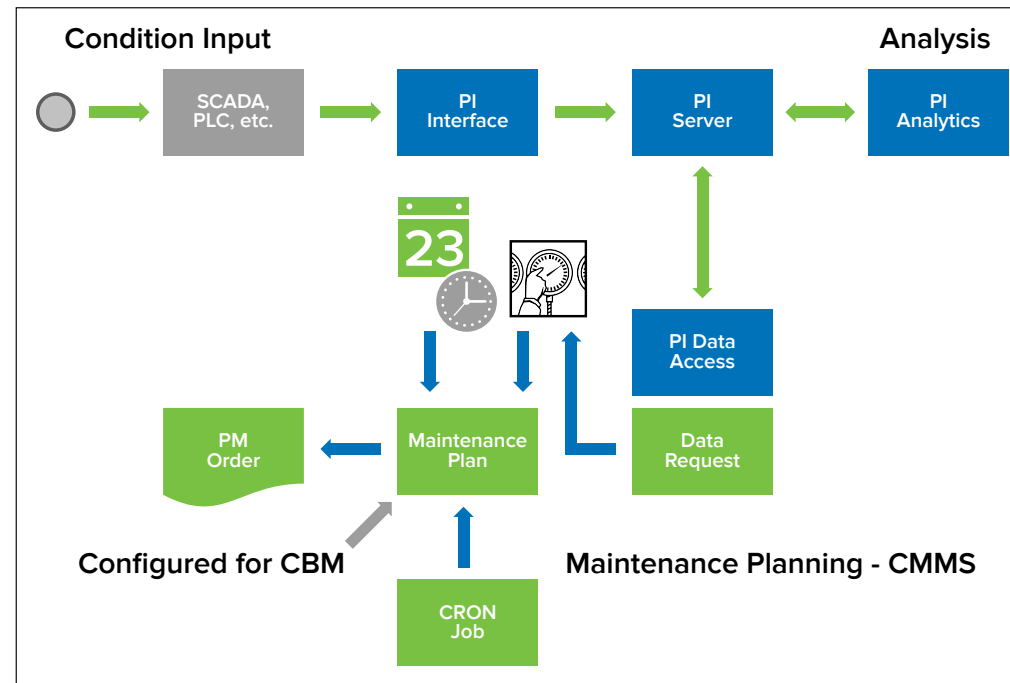 Condition Input
Analysis
SCADA,
PLC, etc.
PI
Interface
PI
Server
PI
Analytics
23
PI Data
Access
PM
Order
Maintenance
Plan
Data
Request
Configured for CBM
Maintenance Planning - CMMS
CRON
Job